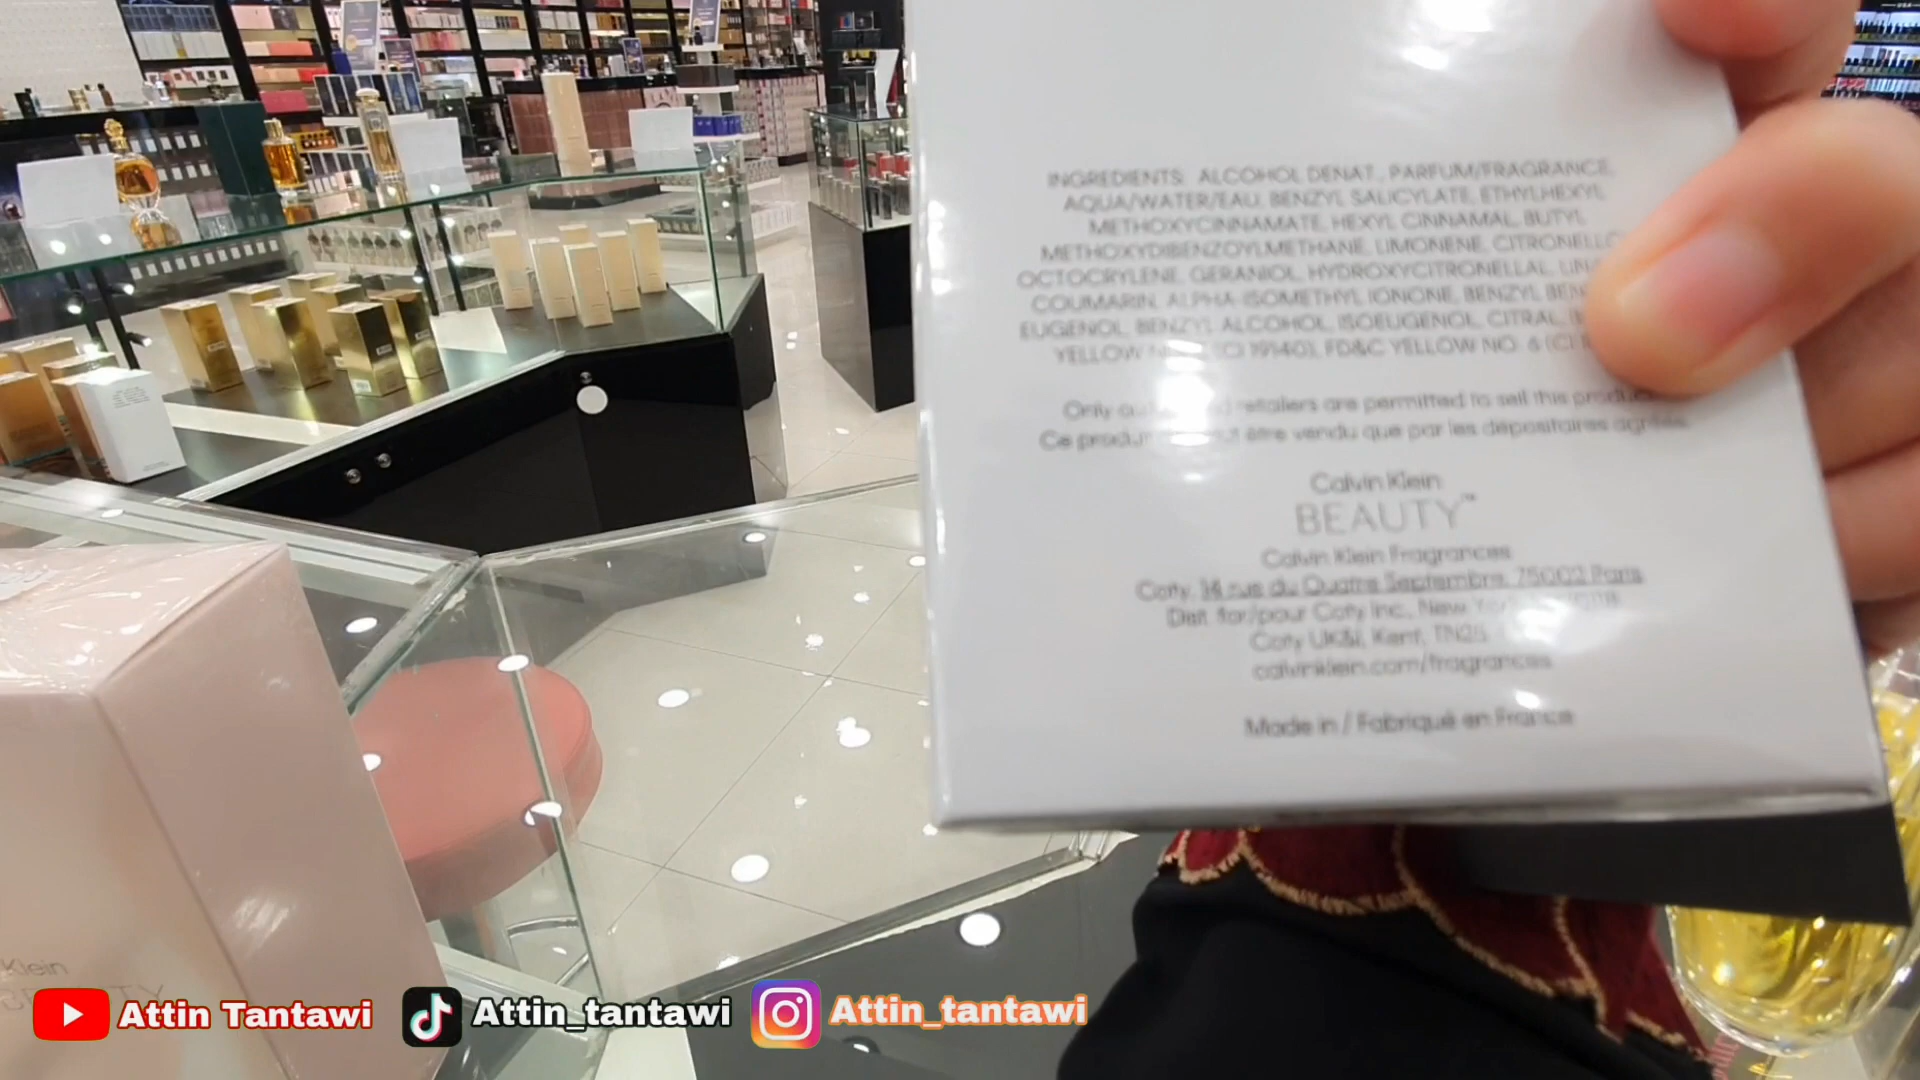 INGREDIENTS: ALCOHOL DENAT., PARFUM/FRAGRANCE,
AQUA/WATER/EAU, BENZYL SALICYLATE, ETHYLHEXYL
METHOXYCINNAMATE, HEXYL CINNAMAL, BUTYL
METHOXYDIBENZOYLMETHANE, LIMONENE,
OCTOCRYLENE, GERANIOL, HYDROXYCITRONELLAL,
COUMARIN, ALPHA-ISOMETHYL IONONE, BENZYL
EUGENOL, BENZYL ALCOHOL, ISOEUGENOL, CITRAL,
YELLOW (CI 19140), FD&C YELLOW NO. 6
Only retailers are permitted to sell this
Ce être vendu que par les dépositaires agréés.
Calvin Klein
BEAUTY™
Calvin Klein Fragrances
Coty, 14 rue du Quatre Septembre, 75002 Paris
Dist. for/pour Coty Inc., New
Coty UK&I, Kent, TN25
calvinklein.com/fragrances
Made in / Fabriqué en France
Klein
Attin Tantawi
Attin_tantawi
Attin_tantawi